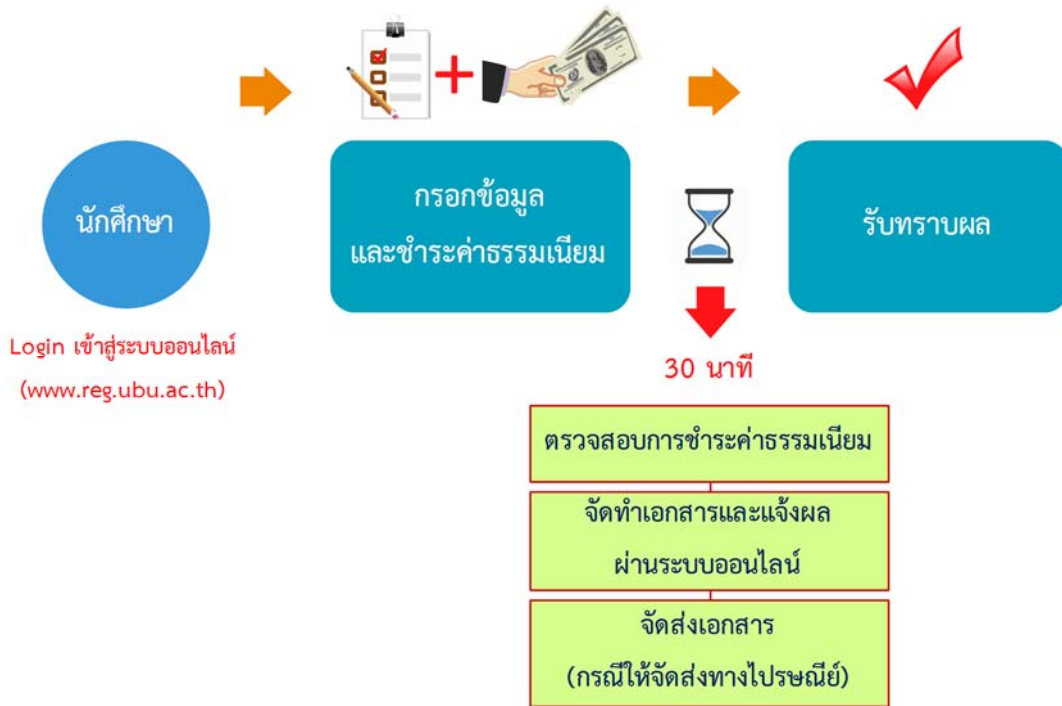 นักศึกษา
Login เข้าสู่ระบบออนไลน์
(www.reg.ubu.ac.th)
กรอกข้อมูล
และชำระค่าธรรมเนียม
รับทราบผล
30 นาที
ตรวจสอบการชำระค่าธรรมเนียม
จัดทำเอกสารและแจ้งผล
ผ่านระบบออนไลน์
จัดส่งเอกสาร
(กรณีให้จัดส่งทางไปรษณีย์)